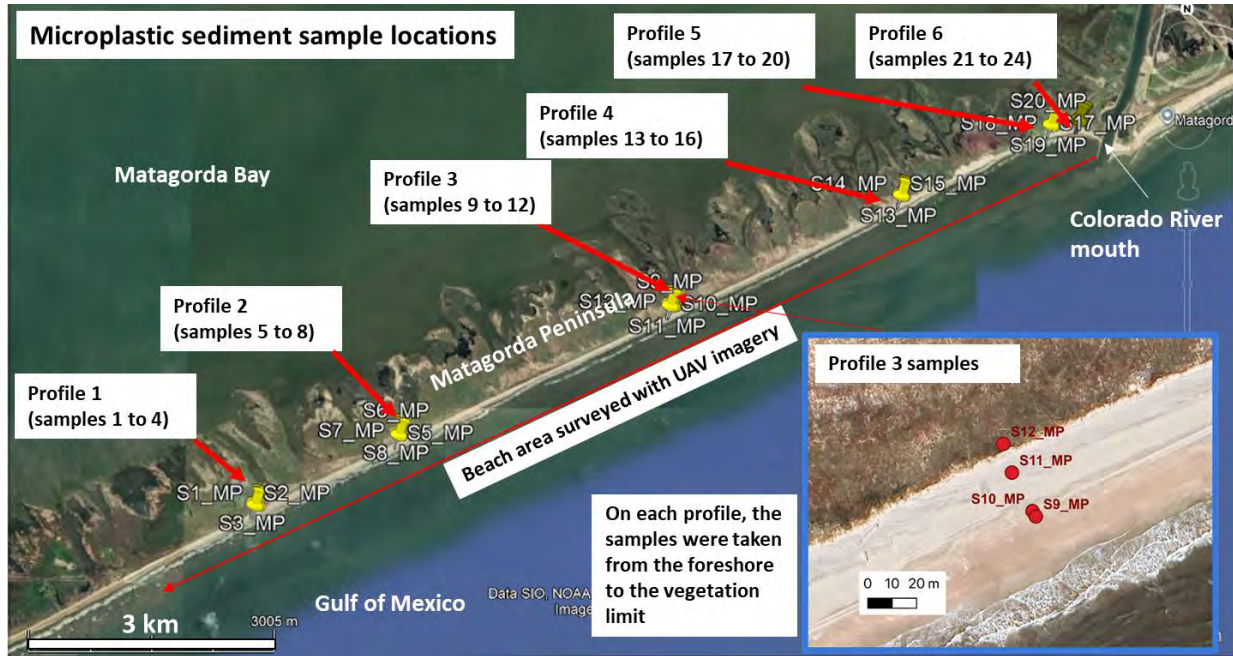 Microplastic sediment sample locations
Profile 5
(samples 17 to 20)
Profile 6
(samples 21 to 24)
N
Profile 4
(samples 13 to 16)
S20_MP
S18_MP
S17_MP
S19_MP
Matagord
Matagorda Bay
Profile 3
(samples 9 to 12)
S14_MP
S15_MP
S13_MP
Colorado River
mouth
Profile 2
(samples 5 to 8)
S9_MP
S12_MP
S10_MP
S11_MP
Matagorda Peninsula
Beach area surveyed with UAV imagery
Profile 1
(samples 1 to 4)
S6_MP
S7_MP
S5_MP
S8_MP
S1_MP
S2_MP
S3_MP
Profile 3 samples
S12_MP
S11_MP
S10_MP
S9_MP
0 10 20 m
On each profile, the
samples were taken
from the foreshore
to the vegetation
limit
Data SIO, NOAA
Image
Gulf of Mexico
3 km
3005 m